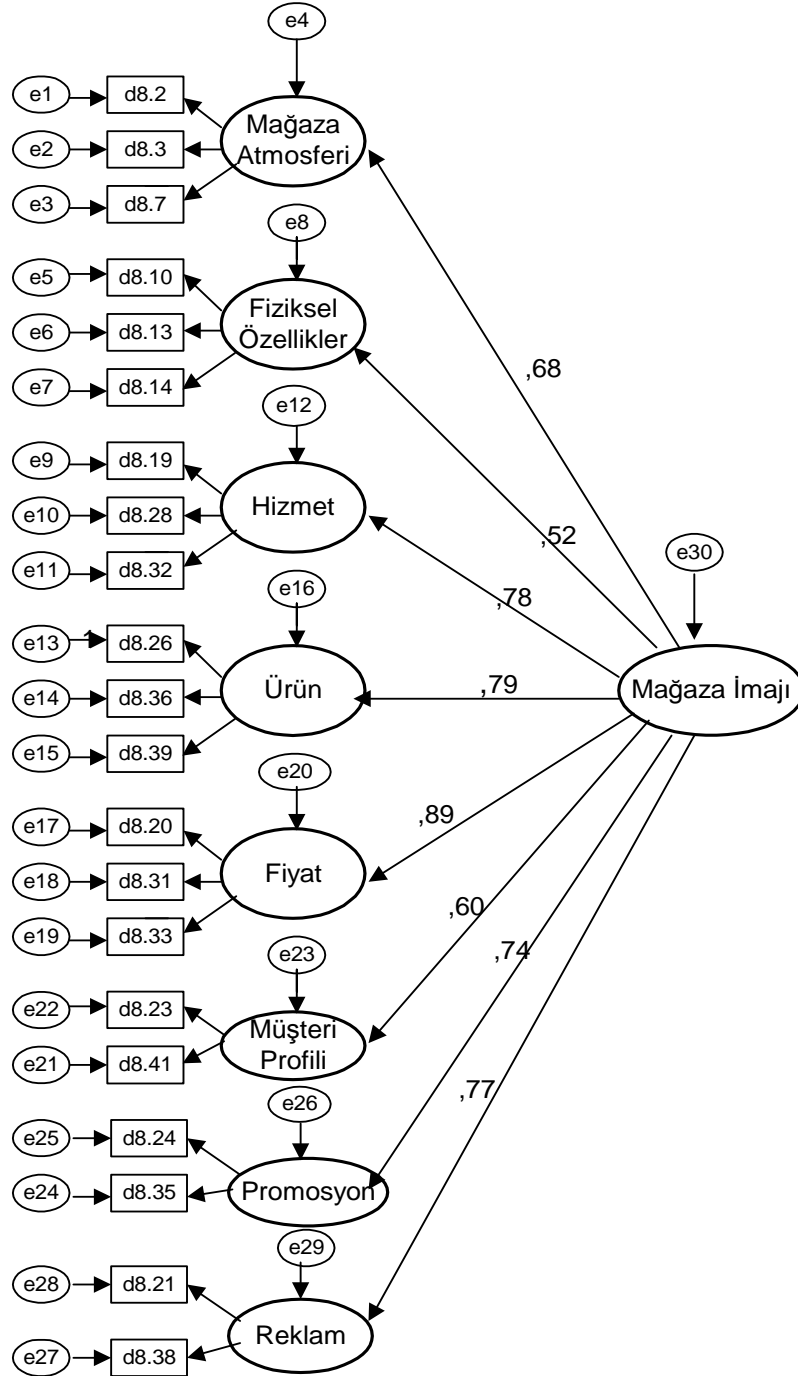 e4
e1
d8.2
Mağaza
Atmosferi
e2
d8.3
e3
d8.7
e8
e5
d8.10
Fiziksel
Özellikler
e6
d8.13
e7
d8.14
,68
e12
e9
d8.19
Hizmet
e10
d8.28
e11
d8.32
,52
,78
e30
e16
e13
1
d8.26
Ürün
e14
d8.36
e15
d8.39
,79
Mağaza İmajı
e20
e17
d8.20
Fiyat
e18
d8.31
e19
d8.33
,89
,60
e23
e22
d8.23
Müşteri
Profili
e21
d8.41
,74
e26
e25
d8.24
Promosyon
e24
d8.35
,77
e29
e28
d8.21
Reklam
e27
d8.38